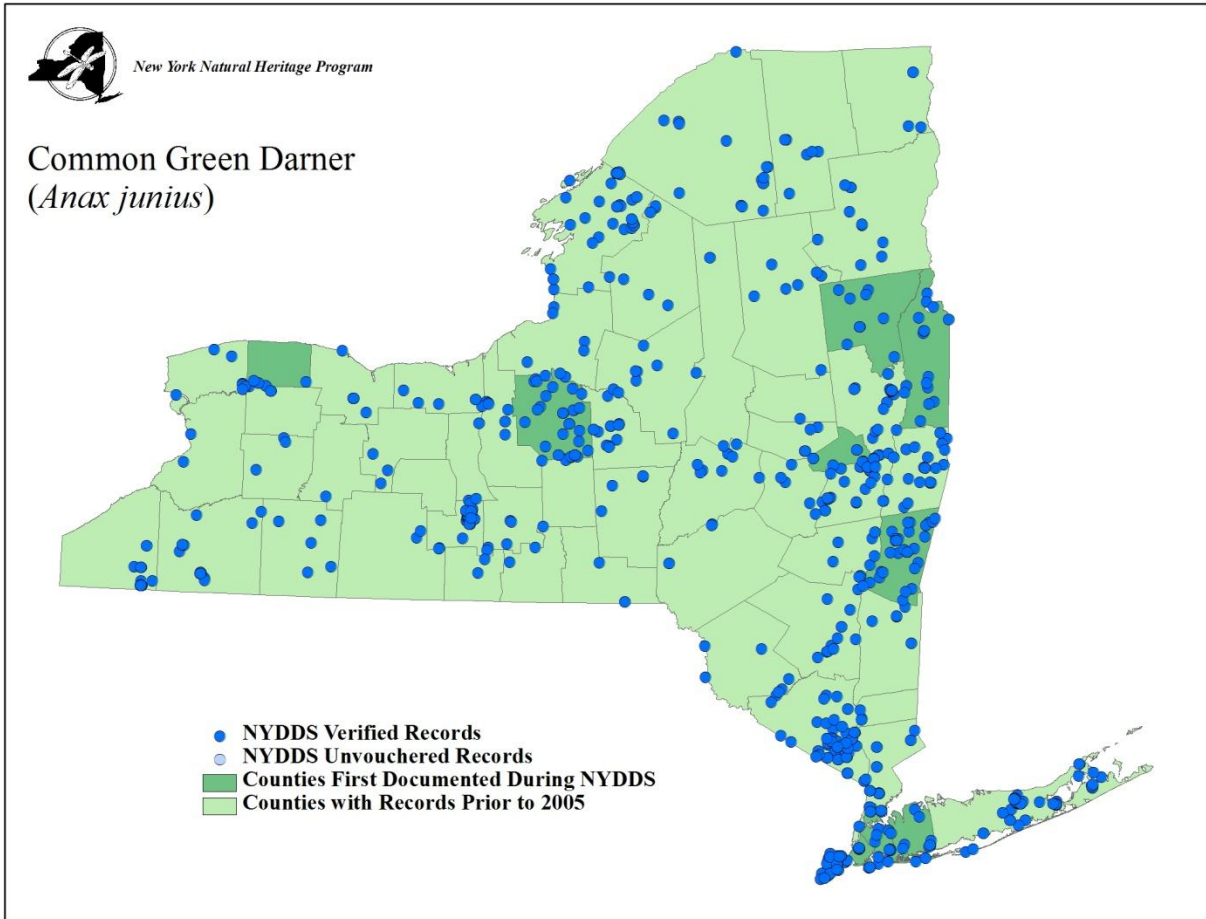 New York Natural Heritage Program
Common Green Darner
(Anax junius)
NYDDS Verified Records
NYDDS Unvouchered Records
Counties First Documented During NYDDS
Counties with Records Prior to 2005